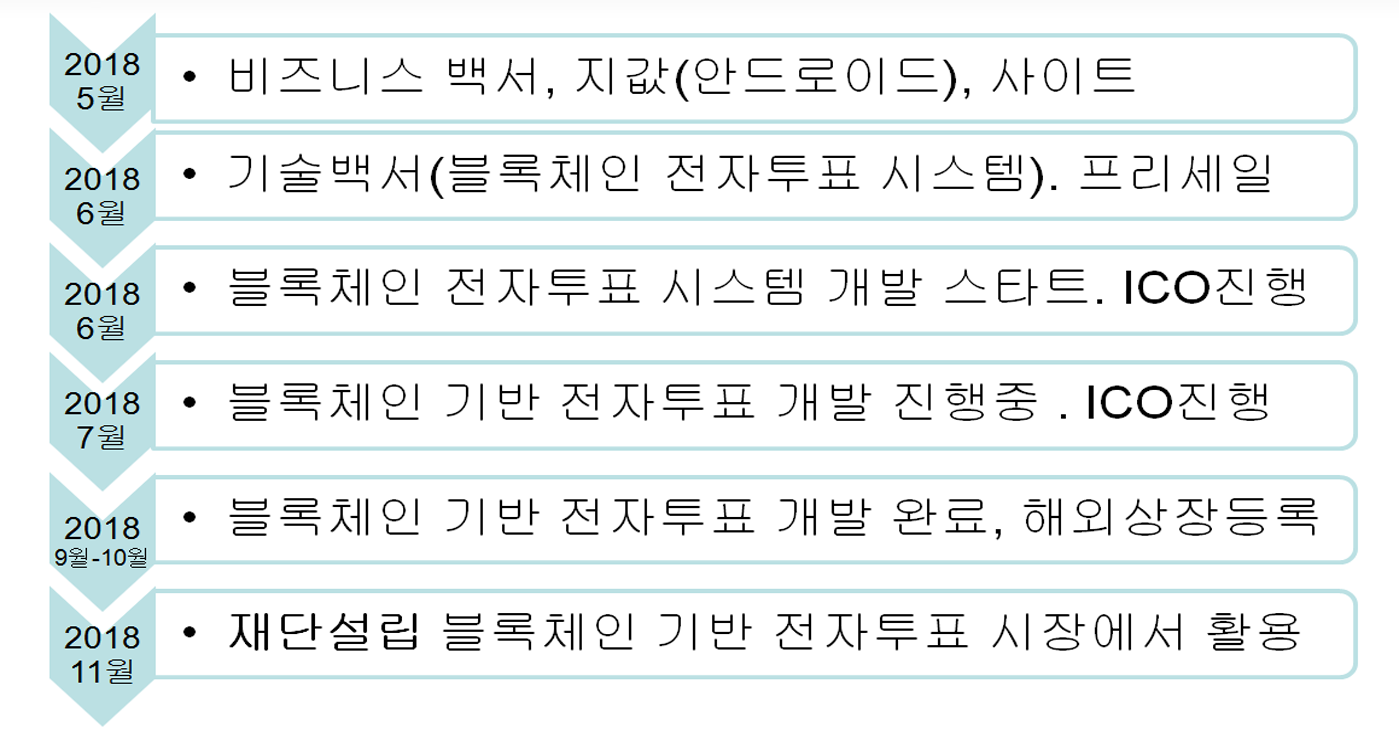 2018
5월
• 비즈니스 백서, 지값(안드로이드), 사이트
2018
6월
• 기술백서(블록체인 전자투표 시스템). 프리세일
2018
6월
• 블록체인 전자투표 시스템 개발 스타트. ICO진행
2018
7월
• 블록체인 기반 전자투표 개발 진행중 . ICO진행
2018
9월-10월
• 블록체인 기반 전자투표 개발 완료, 해외상장등록
2018
11월
• 재단설립 블록체인 기반 전자투표 시장에서 활용